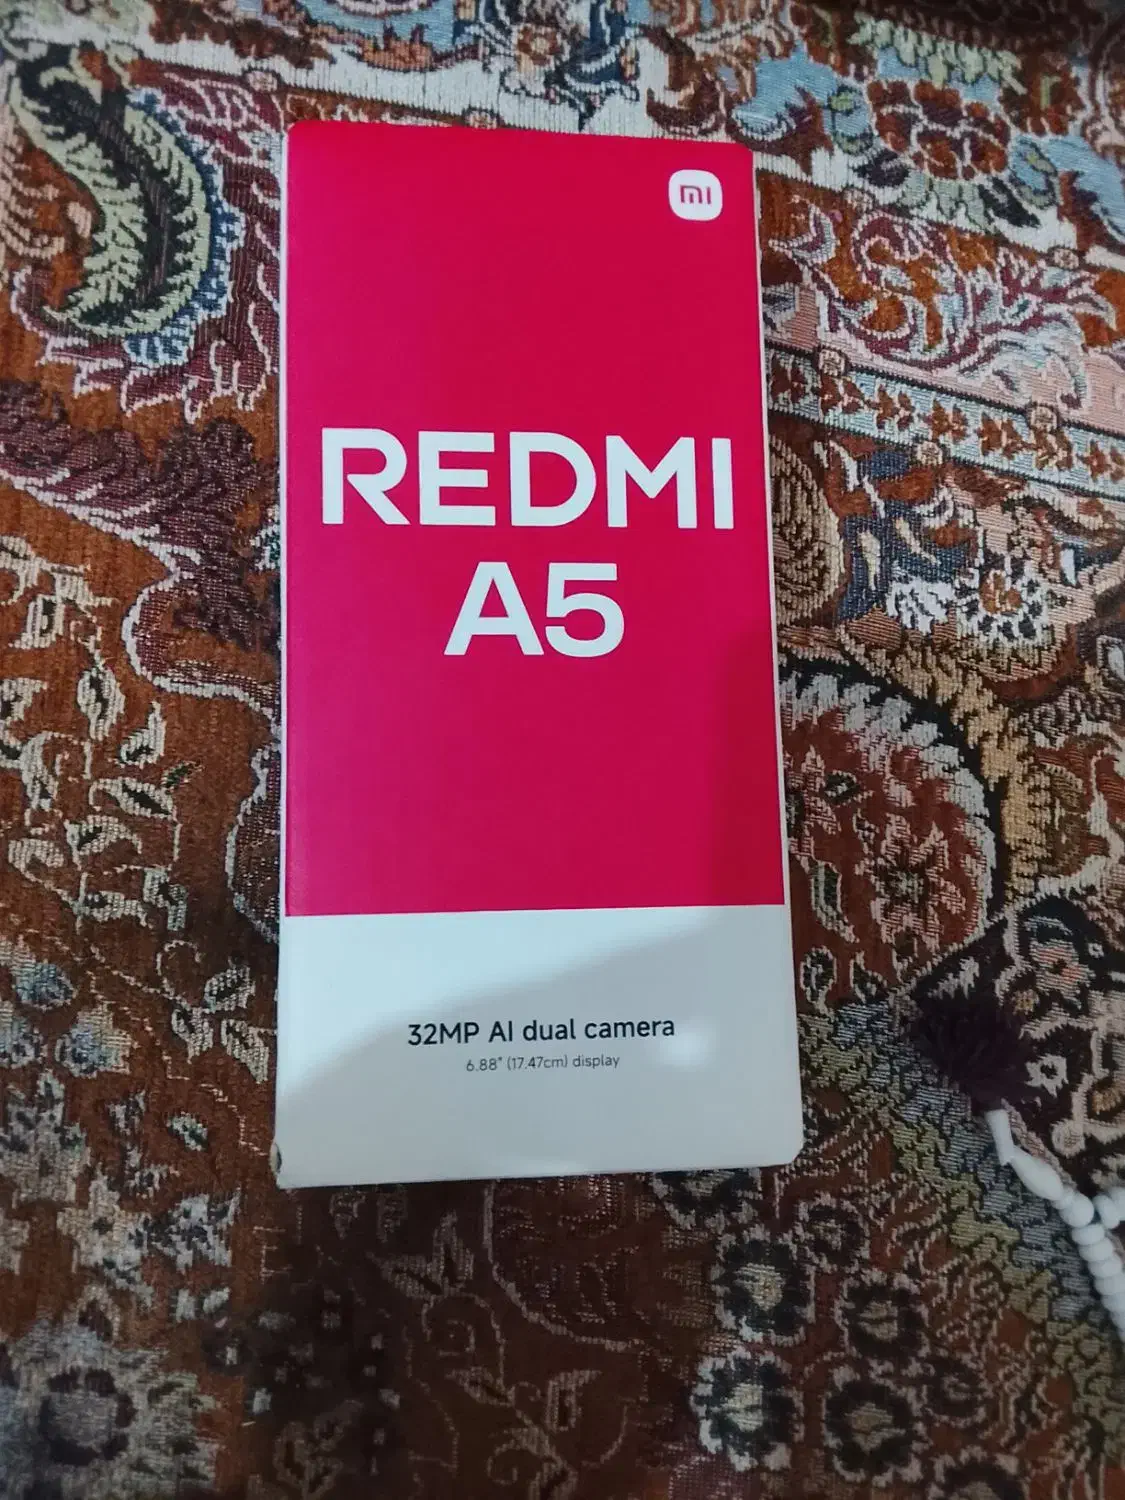 mi
REDMI
A5
32MP AI dual camera
6.88" (17.47cm) display